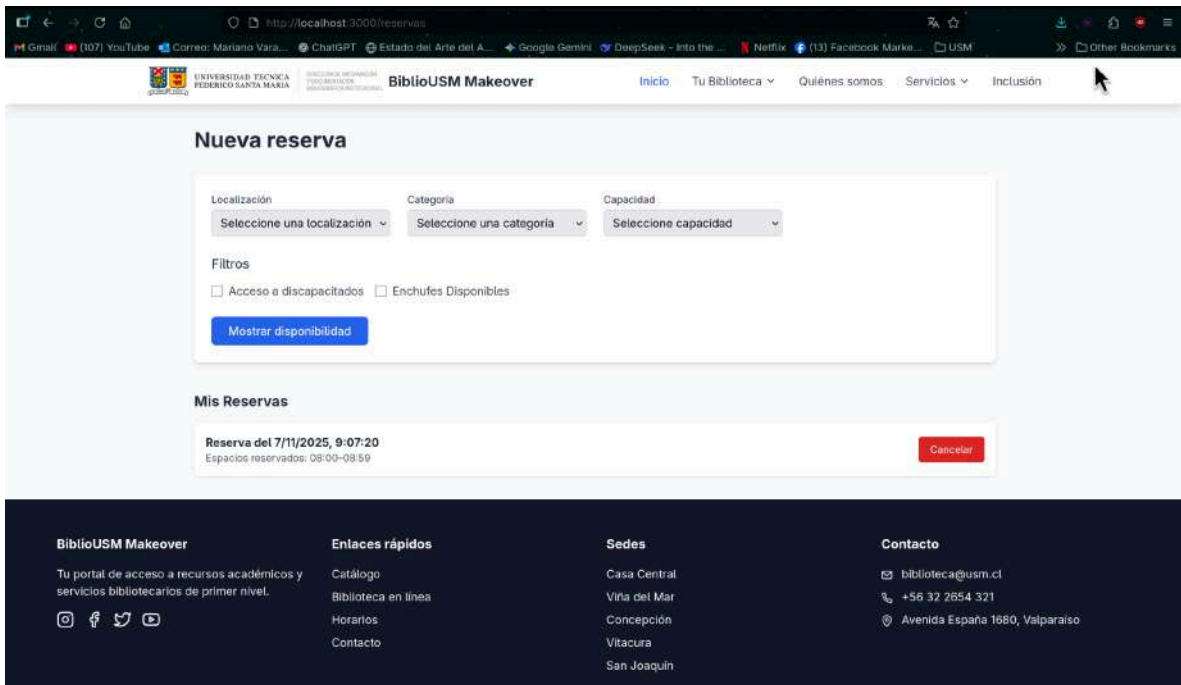 http://localhost:3000/reservas
Gmail (107) YouTube Correo: Mariano Vara... ChatGPT Estado del Arte del A... Google Gemini DeepSeek - Into the ... Netflix (13) Facebook Marke... USM Other Bookmarks
UNIVERSIDAD TECNICA
FEDERICO SANTA MARIA
BiblioUSM Makeover
Inicio Tu Biblioteca Quiénes somos Servicios Inclusión
Nueva reserva
Localización Categoría Capacidad
Seleccione una localización Seleccione una categoría Seleccione capacidad
Filtros
Acceso a discapacitados Enchufes Disponibles
Mostrar disponibilidad
Mis Reservas
Reserva del 7/11/2025, 9:07:20
Espacios reservados: 08:00-08:59
Cancelar
BiblioUSM Makeover
Tu portal de acceso a recursos académicos y
servicios bibliotecarios de primer nivel.
Enlaces rápidos
Catálogo
Biblioteca en línea
Horarios
Contacto
Sedes
Casa Central
Viña del Mar
Concepción
Vitacura
San Joaquín
Contacto
biblioteca@usm.cl
+56 32 2654 321
Avenida España 1680, Valparaíso